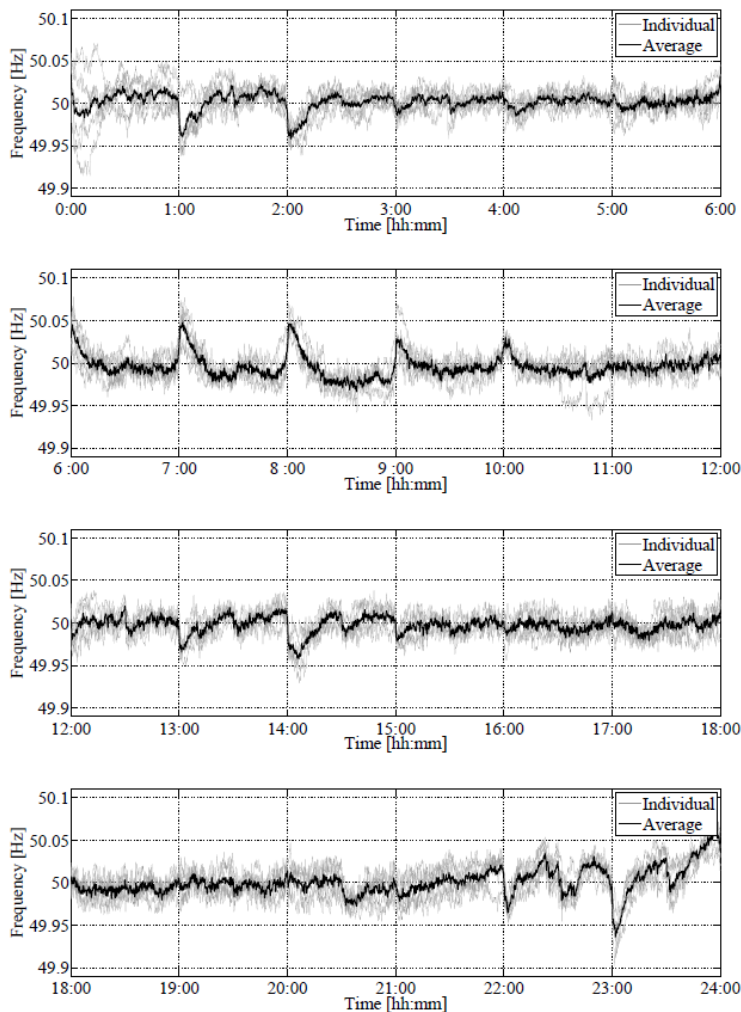 50.1
50.05
50
49.95
49.9
Frequency [Hz]
Individual
Average
0:00 1:00 2:00 3:00 4:00 5:00 6:00
Time [hh:mm]
50.1
50.05
50
49.95
49.9
Frequency [Hz]
Individual
Average
6 :00 7 :00 8 :00 9 :00 10:00 11:00 12:00
Time [hh:mm]
50.1
50.05
50
49.95
49.9
Frequency [Hz]
Individual
Average
12:00 13:00 14:00 15:00 16:00 17:00 18:00
Time [hh:mm]
50.1
50.05
50
49.95
49.9
Frequency [Hz]
Individual
Average
18:00 19:00 20:00 21:00 22:00 23:00 24:00
Time [hh:mm]